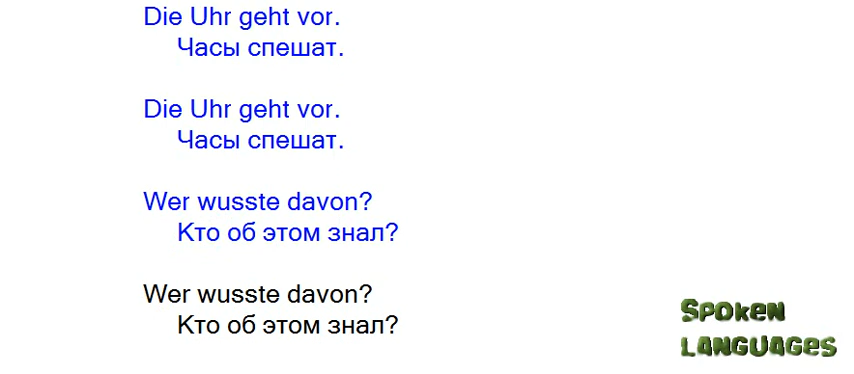 Die Uhr geht vor.
Часы спешат.
Die Uhr geht vor.
Часы спешат.
Wer wusste davon?
Кто об этом знал?
Wer wusste davon?
Кто об этом знал?
Spoken
Languages